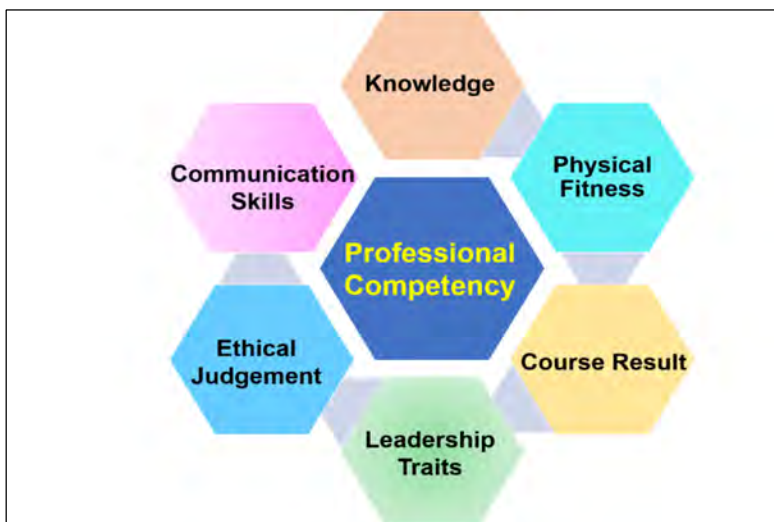 Knowledge
Physical
Fitness
Communication
Skills
Professional
Competency
Ethical
Judgement
Course Result
Leadership
Traits